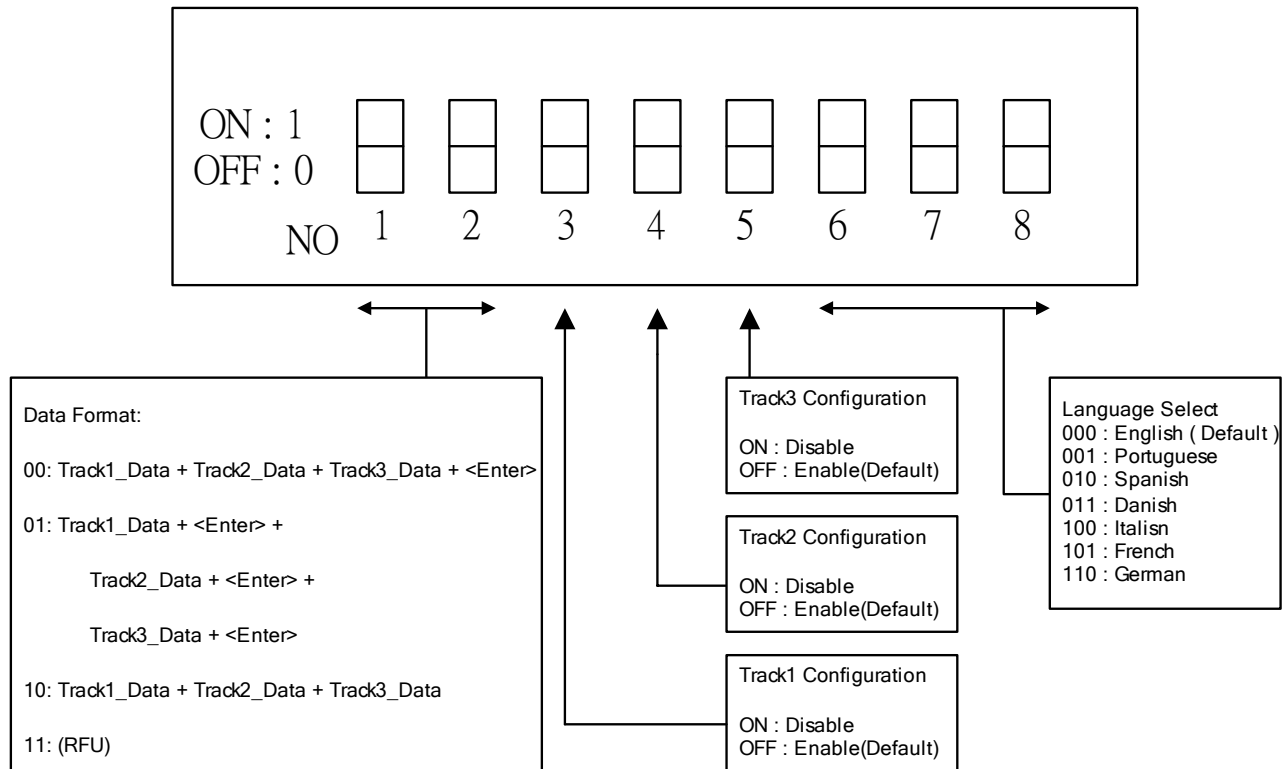 ON : 1
OFF : 0
NO 1 2 3 4 5 6 7 8
Data Format:
00: Track1_Data + Track2_Data + Track3_Data + <Enter>
01: Track1_Data + <Enter> +
Track2_Data + <Enter> +
Track3_Data + <Enter>
10: Track1_Data + Track2_Data + Track3_Data
11: (RFU)
Track3 Configuration
ON : Disable
OFF : Enable(Default)
Track2 Configuration
ON : Disable
OFF : Enable(Default)
Track1 Configuration
ON : Disable
OFF : Enable(Default)
Language Select
000 : English ( Default )
001 : Portuguese
010 : Spanish
011 : Danish
100 : Italisn
101 : French
110 : German